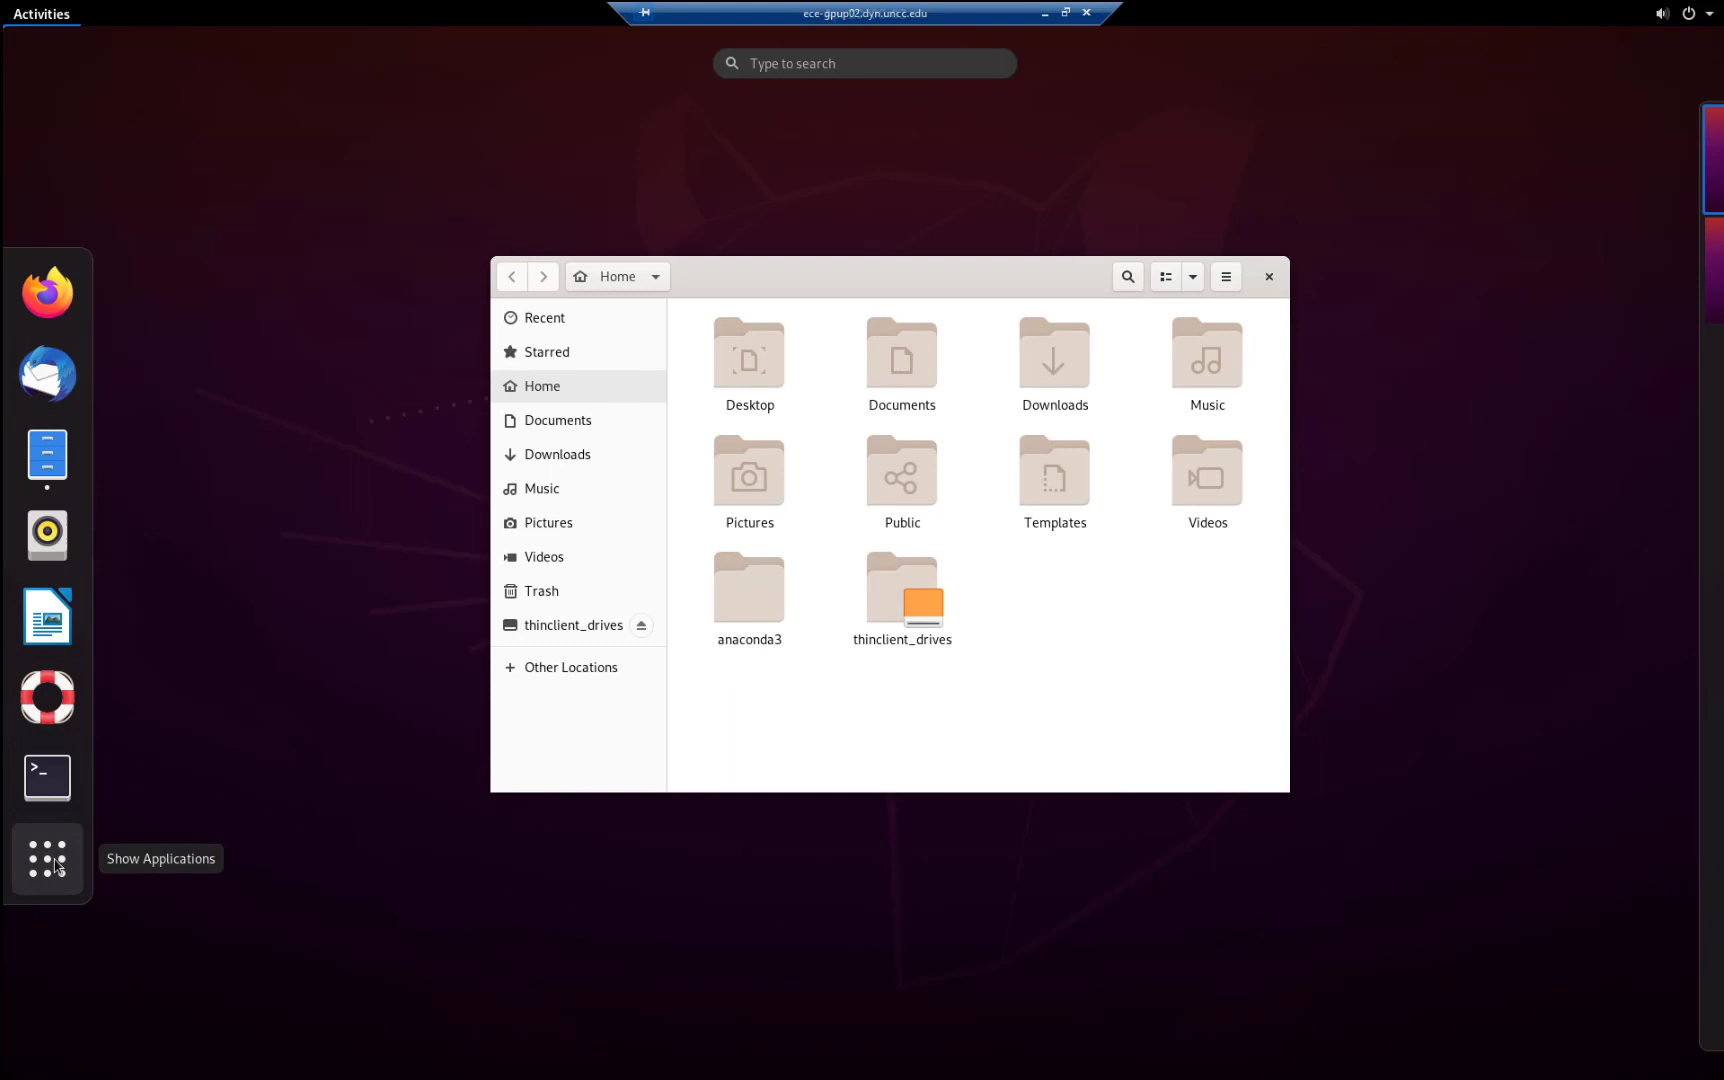 Activities
ece-gpup02.dyn.uncc.edu
Type to search
Home
Recent
Starred
Home
Documents
Downloads
Music
Pictures
Videos
Trash
thinclient_drives
Other Locations
Desktop
Documents
Downloads
Music
Pictures
Public
Templates
Videos
anaconda3
thinclient_drives
>_
Show Applications